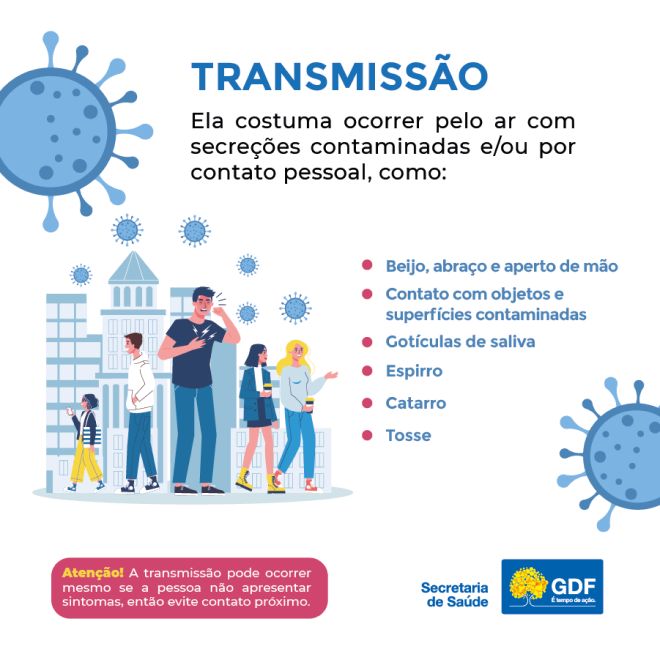 TRANSMISSÃO
Ela costuma ocorrer pelo ar com
secreções contaminadas e/ou por
contato pessoal, como:
Beijo, abraço e aperto de mão
Contato com objetos e
superfícies contaminadas
Gotículas de saliva
Espirro
Catarro
Tosse
Atenção! A transmissão pode ocorrer
mesmo se a pessoa não apresentar
sintomas, então evite contato próximo.
Secretaria
de Saúde
GDF
É tempo de ação.